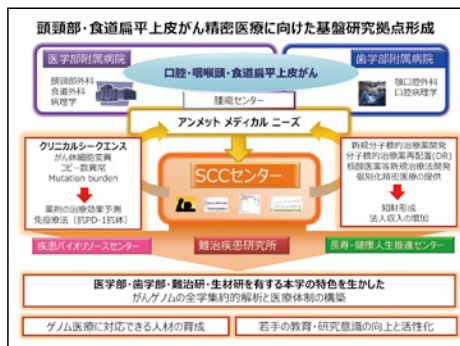 頭頸部・食道扁平上皮がん精密医療に向けた基盤研究拠点形成
医学部附属病院
歯学部附属病院
口腔・咽喉頭・食道扁平上皮がん
頭頸部外科
食道外科
病理学
顎口腔外科
口腔病理学
腫瘍センター
アンメット メディカル ニーズ
クリニカルシークエンス
がん体細胞変異
コピー数異常
Mutation burden
薬剤の治療効果予測
免疫療法（抗PD-1抗体）
SCCセンター
新規分子標的治療薬開発
分子標的治療薬再配置(DR)
核酸医薬等新規治療法開発
個別化精密医療の提供
知財形成
法人収入の増加
疾患バイオリソースセンター
難治疾患研究所
長寿・健康人生推進センター
医学部・歯学部・難治研・生材研を有する本学の特色を生かした
がんゲノムの全学集約的解析と医療体制の構築
ゲノム医療に対応できる人材の育成
若手の教育・研究意識の向上と活性化